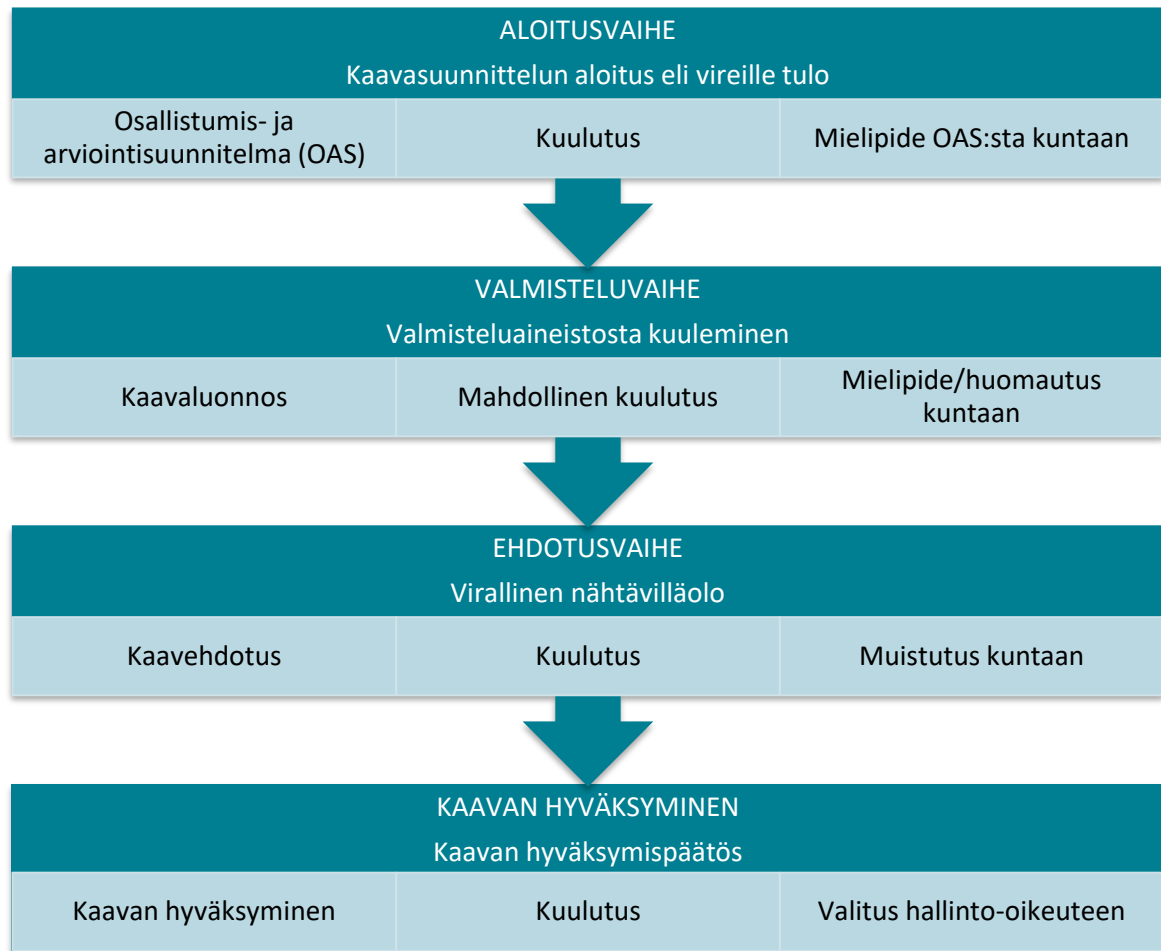 ALOITUSVAIHE
Kaavasuunnittelun aloitus eli vireille tulo
Osallistumis- ja
arviointisuunnitelma (OAS)
Kuulutus
Mielipide OAS:sta kuntaan
VALMISTELUVAIHE
Valmisteluaineistosta kuuleminen
Kaavaluonnos
Mahdollinen kuulutus
Mielipide/huomautus
kuntaan
EHDOTUSVAIHE
Virallinen nähtävilläolo
Kaavehdotus
Kuulutus
Muistutus kuntaan
KAAVAN HYVÄKSYMINEN
Kaavan hyväksymispäätös
Kaavan hyväksyminen
Kuulutus
Valitus hallinto-oikeuteen